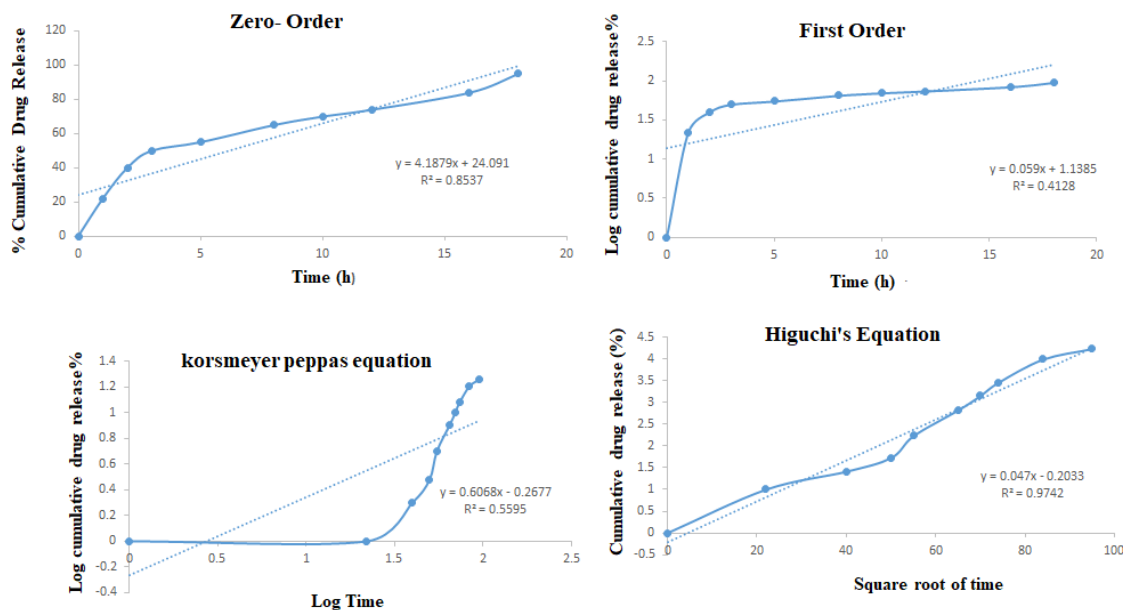 Zero- Order
% Cumulative Drug Release
120
100
80
60
40
20
0
y = 4.1879x + 24.091
R² = 0.8537
0 5 10 15 20
Time (h)
First Order
Log cumulative drug release%
2.5
2
1.5
1
0.5
0
y = 0.059x + 1.1385
R² = 0.4128
0 5 10 15 20
Time (h)
korsmeyer peppas equation
Log cumulative drug release%
1.4
1.2
1
0.8
0.6
0.4
0.2
0
-0.2
-0.4
y = 0.6068x - 0.2677
R² = 0.5595
0 0.5 1 1.5 2 2.5
Log Time
Higuchi's Equation
Cumulative drug release (%)
4.5
4
3.5
3
2.5
2
1.5
1
0.5
0
-0.5
y = 0.047x - 0.2033
R² = 0.9742
0 20 40 60 80 100
Square root of time